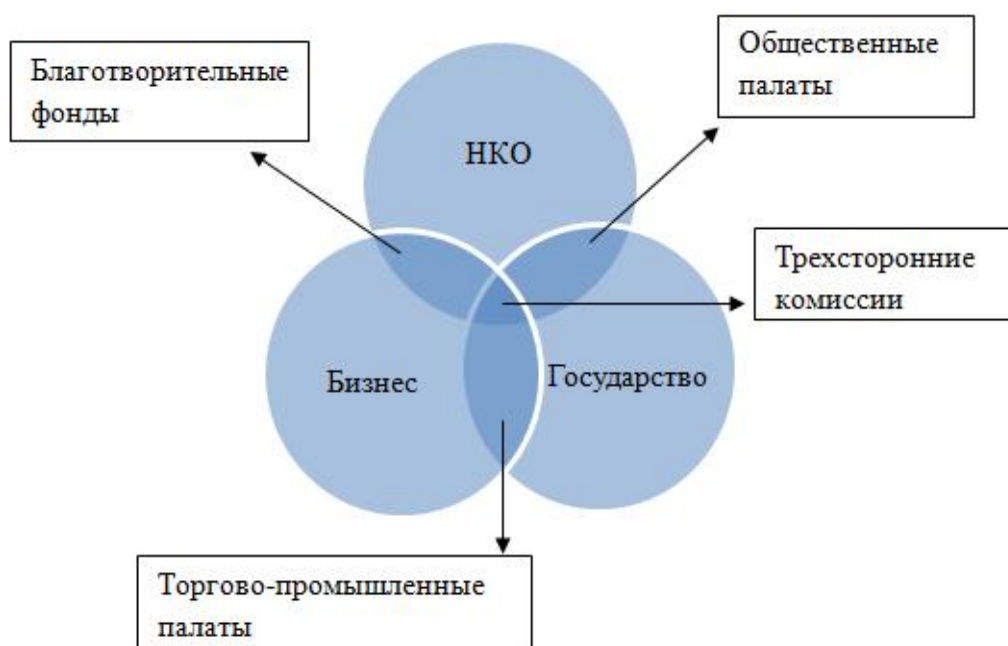 Благотворительные
фонды
Общественные
палаты
НКО
Трехсторонние
комиссии
Бизнес
Государство
Торгово-промышленные
палаты